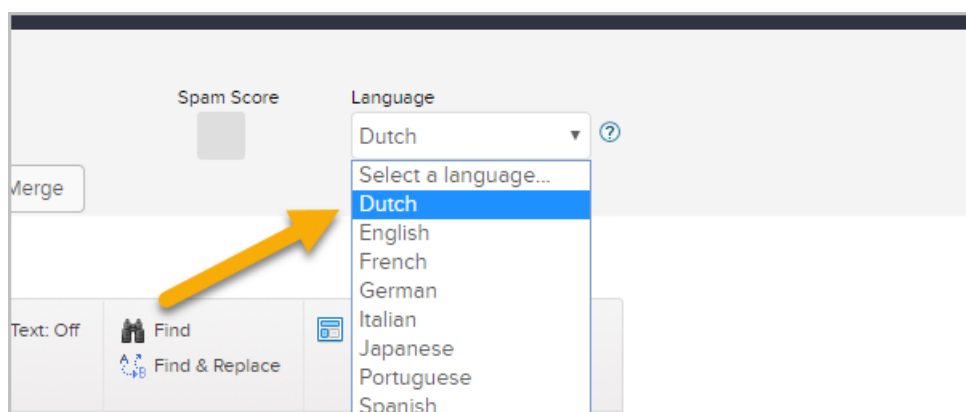 Spam Score
Language
Dutch
Merge
Select a language...
Dutch
English
French
German
Italian
Japanese
Portuguese
Spanish
Text: Off
Find
Find & Replace